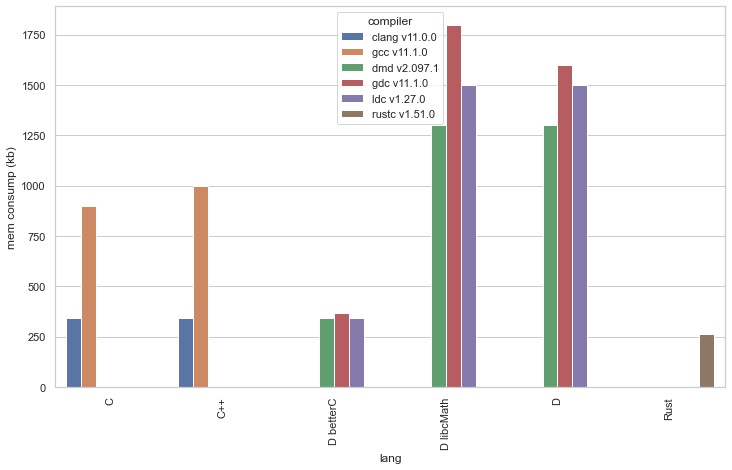 compiler
clang v11.0.0
gcc v11.1.0
dmd v2.097.1
gdc v11.1.0
ldc v1.27.0
rustc v1.51.0
mem consump (kb)
1750
1500
1250
1000
750
500
250
0
C
C++
D betterC
D libcMath
D
Rust
lang